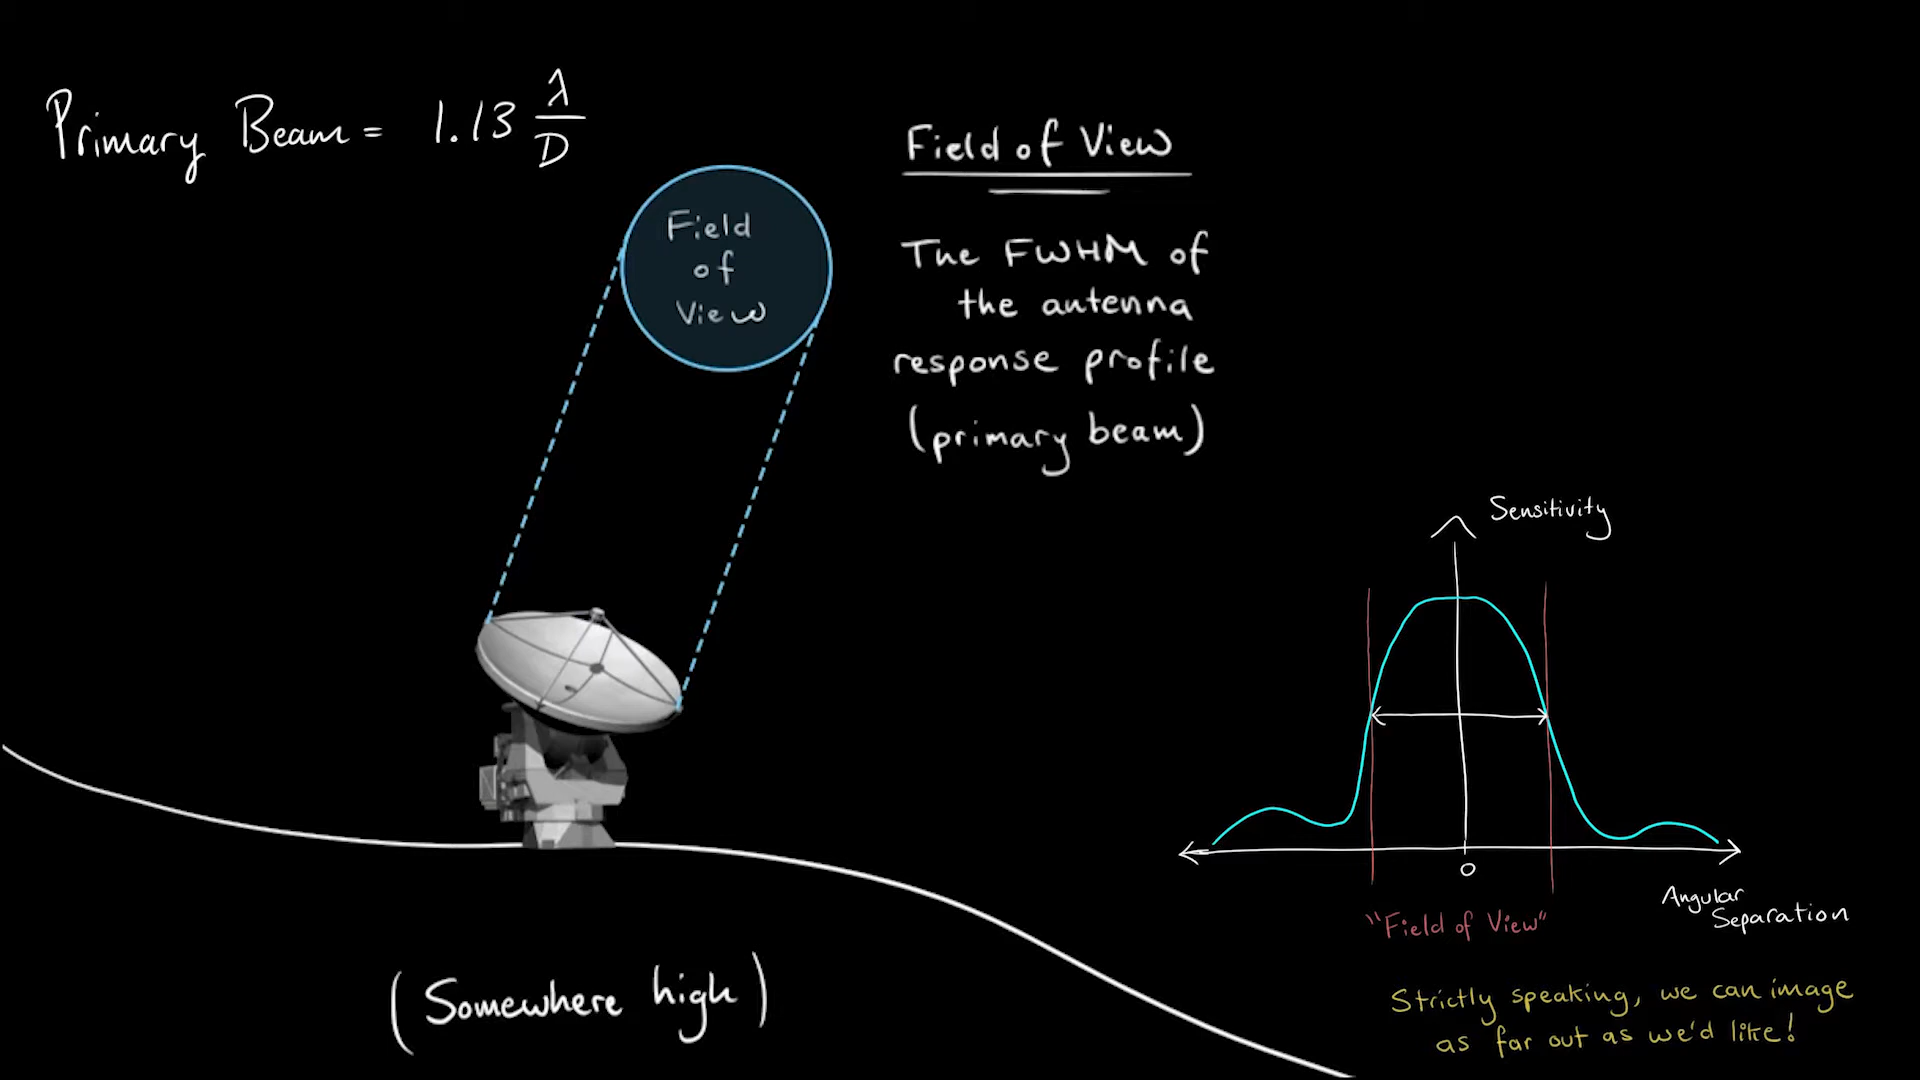 Primary Beam = 1.13 λ/D
Field of View
Field
of
View
The FWHM of
the antenna
response profile
(primary beam)
Sensitivity
0
Angular
Separation
"Field of View"
Strictly speaking, we can image
as far out as we'd like!
(Somewhere high)